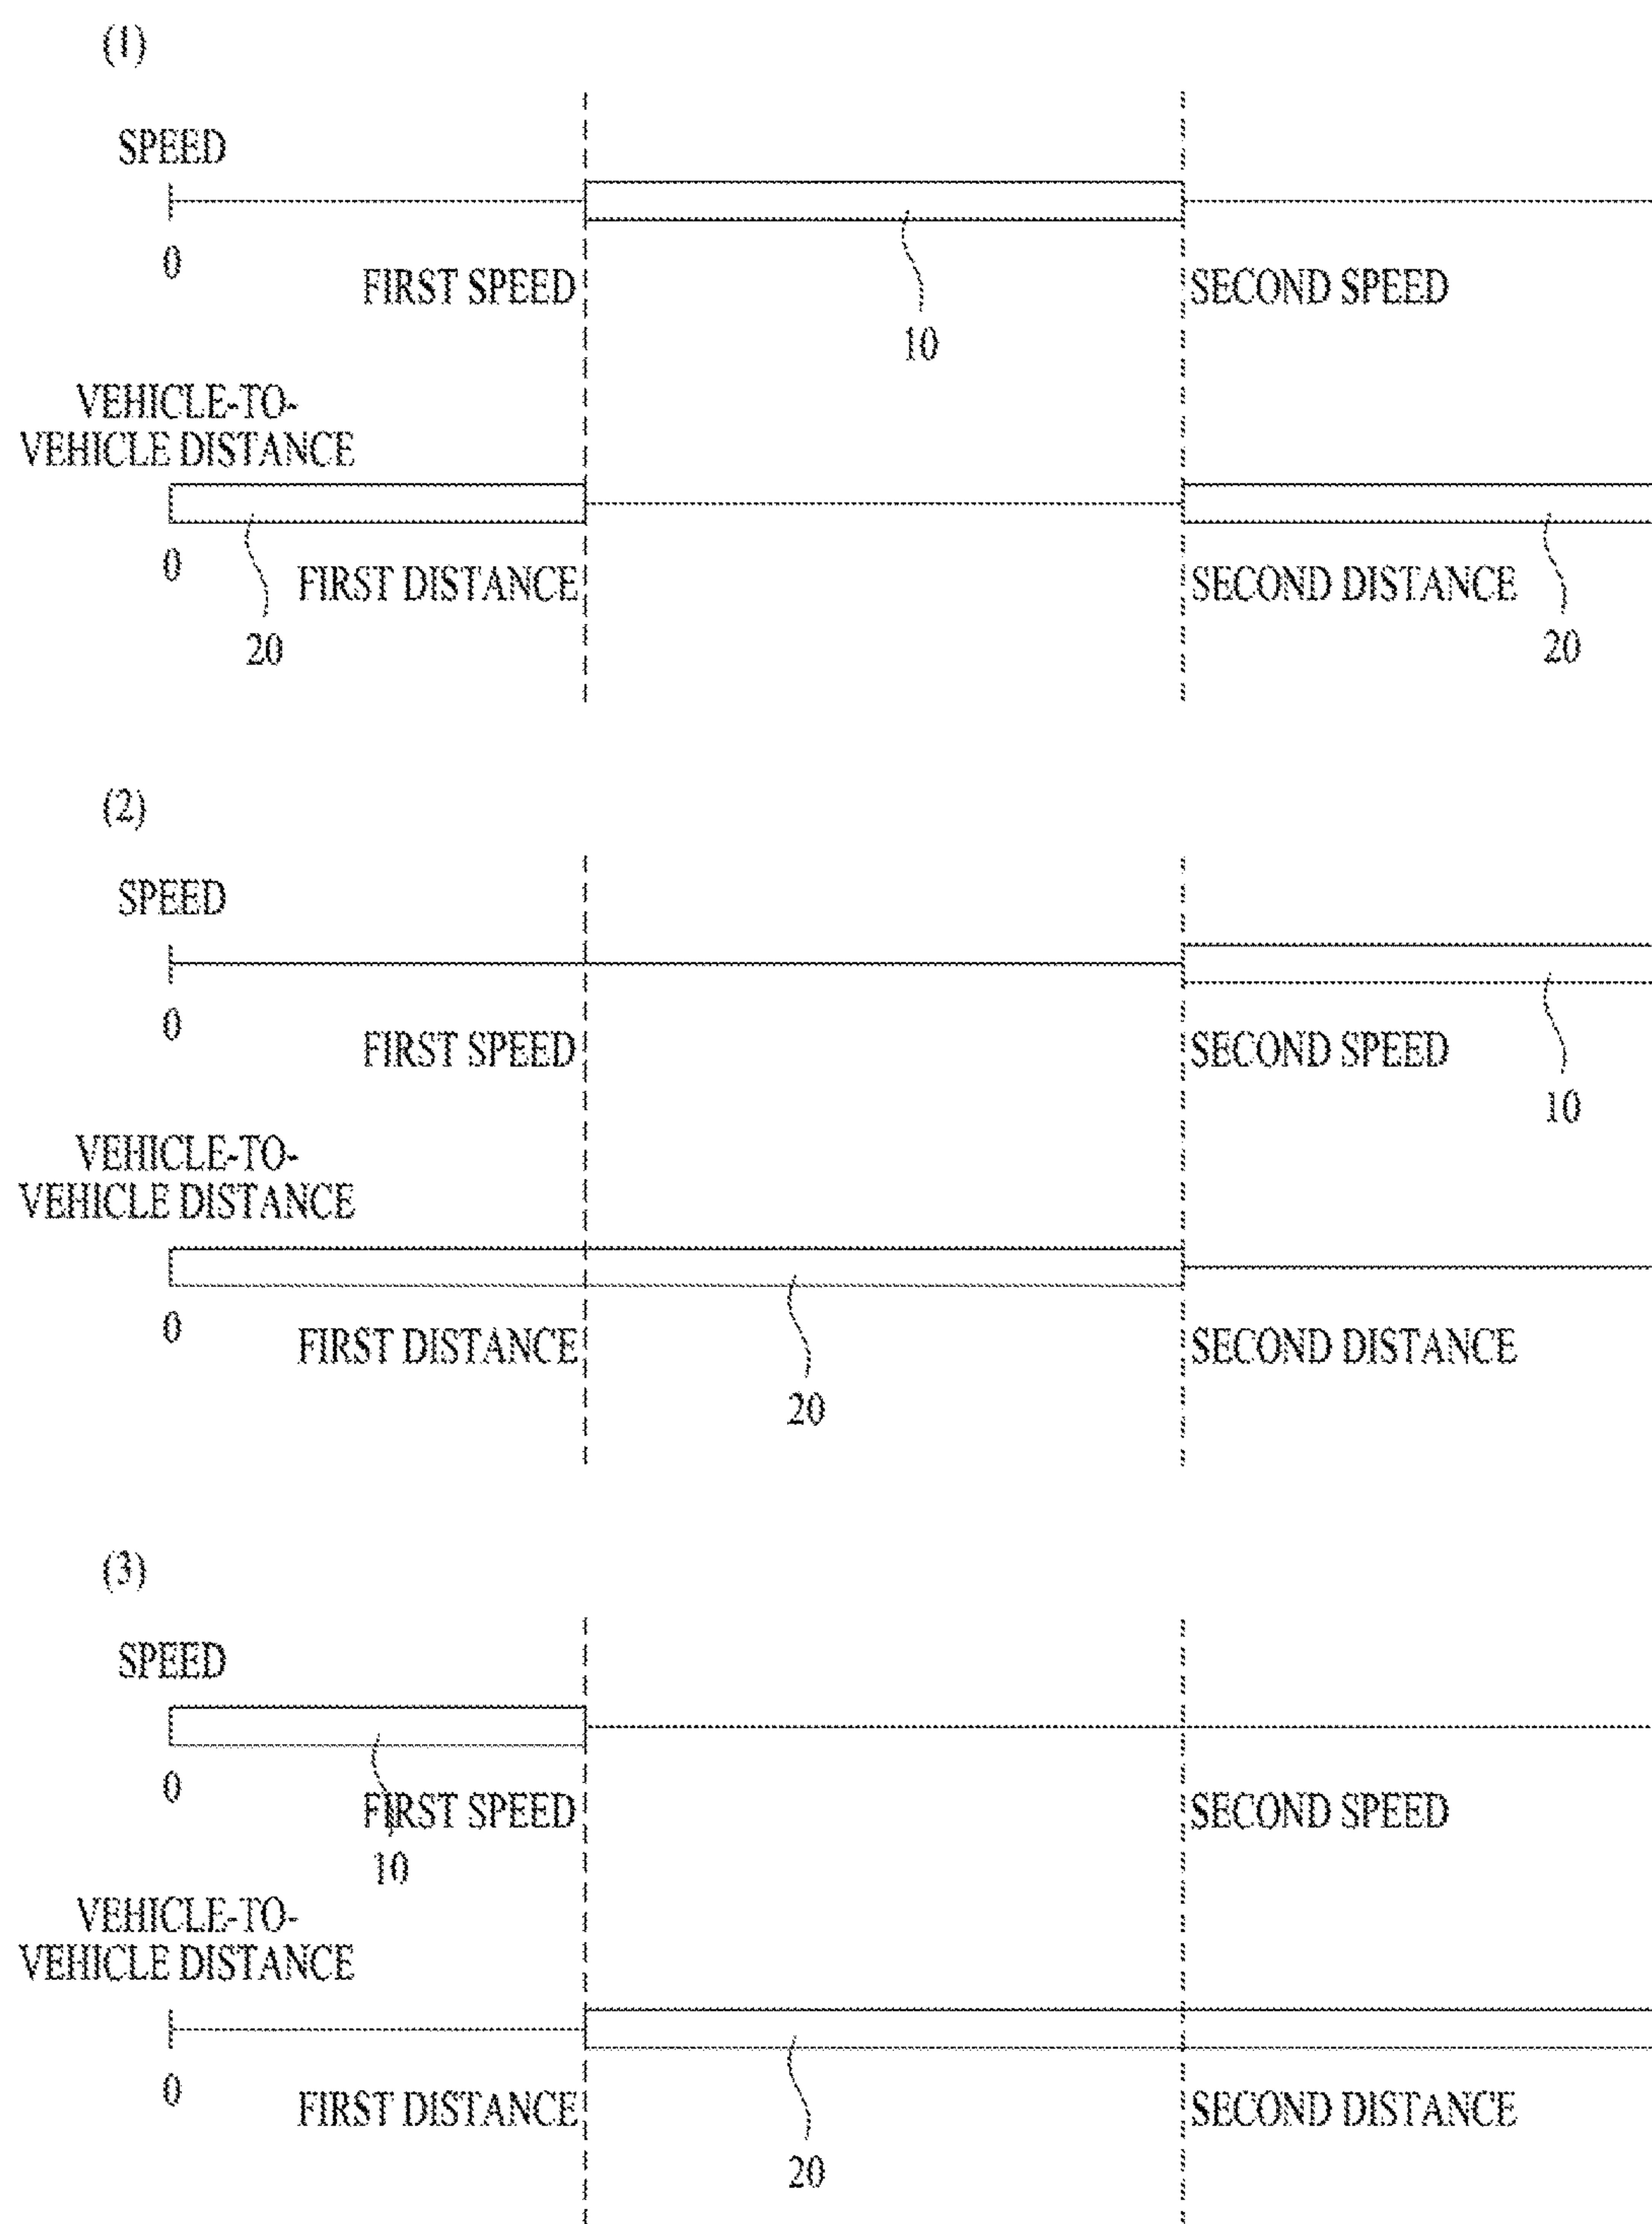 (1)
SPEED
0
FIRST SPEED
SECOND SPEED
10
VEHICLE-TO-
VEHICLE DISTANCE
0
FIRST DISTANCE
SECOND DISTANCE
20
20
(2)
SPEED
0
FIRST SPEED
SECOND SPEED
10
VEHICLE-TO-
VEHICLE DISTANCE
0
FIRST DISTANCE
SECOND DISTANCE
20
(3)
SPEED
0
FIRST SPEED
SECOND SPEED
10
VEHICLE-TO-
VEHICLE DISTANCE
0
FIRST DISTANCE
SECOND DISTANCE
20